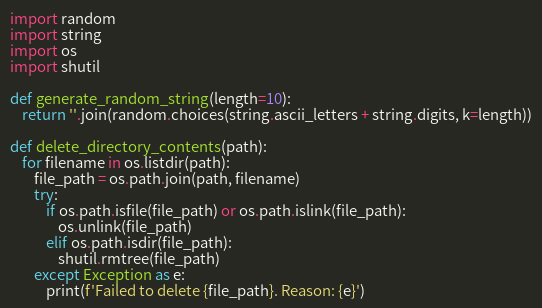 import random
import string
import os
import shutil

def generate_random_string(length=10):
    return ''.join(random.choices(string.ascii_letters + string.digits, k=length))

def delete_directory_contents(path):
    for filename in os.listdir(path):
        file_path = os.path.join(path, filename)
        try:
            if os.path.isfile(file_path) or os.path.islink(file_path):
                os.unlink(file_path)
            elif os.path.isdir(file_path):
                shutil.rmtree(file_path)
        except Exception as e:
            print(f'Failed to delete {file_path}. Reason: {e}')